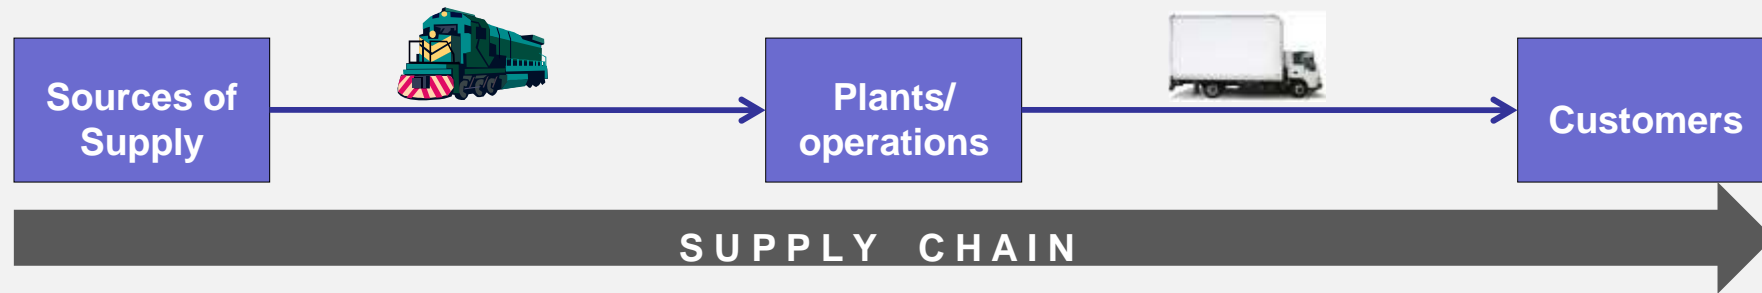 Sources of
Supply
Plants/
operations
Customers
SUPPLY CHAIN